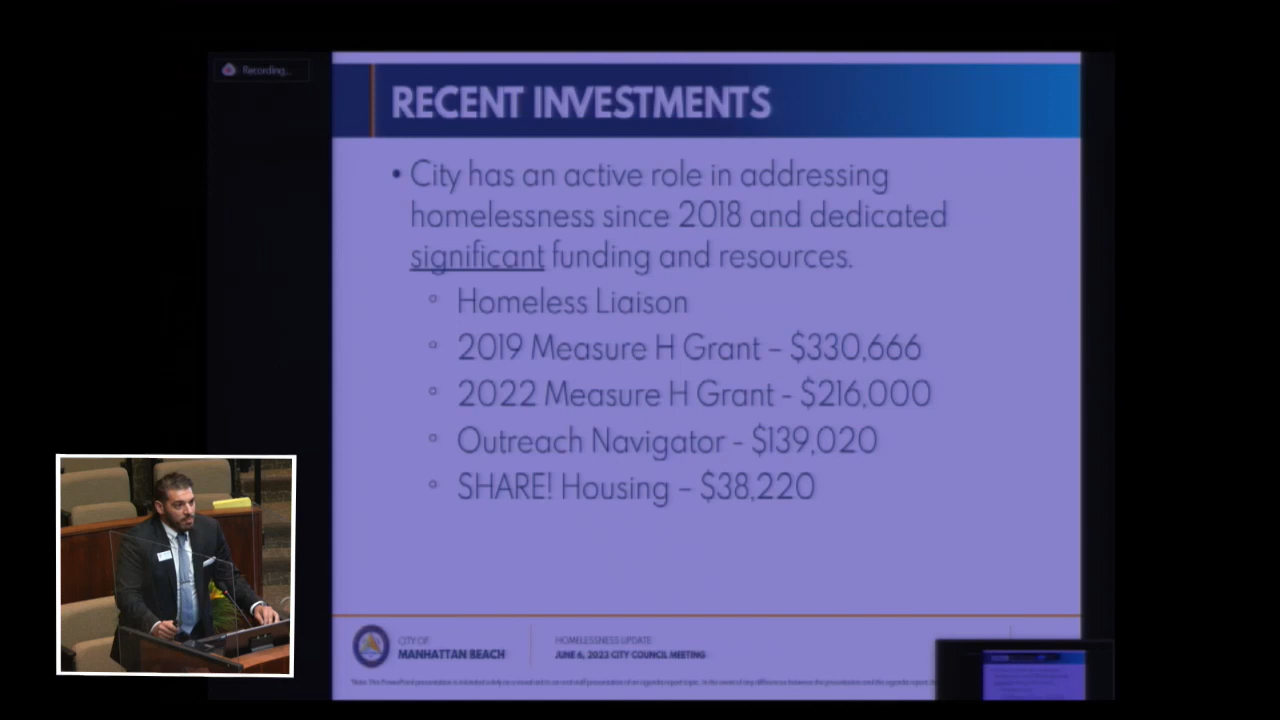 Recording...
RECENT INVESTMENTS
• City has an active role in addressing
homelessness since 2018 and dedicated
significant funding and resources.
◦ Homeless Liaison
◦ 2019 Measure H Grant – $330,666
◦ 2022 Measure H Grant - $216,000
◦ Outreach Navigator - $139,020
◦ SHARE! Housing – $38,220
CITY OF
MANHATTAN BEACH
HOMELESSNESS UPDATE
JUNE 6, 2023 CITY COUNCIL MEETING